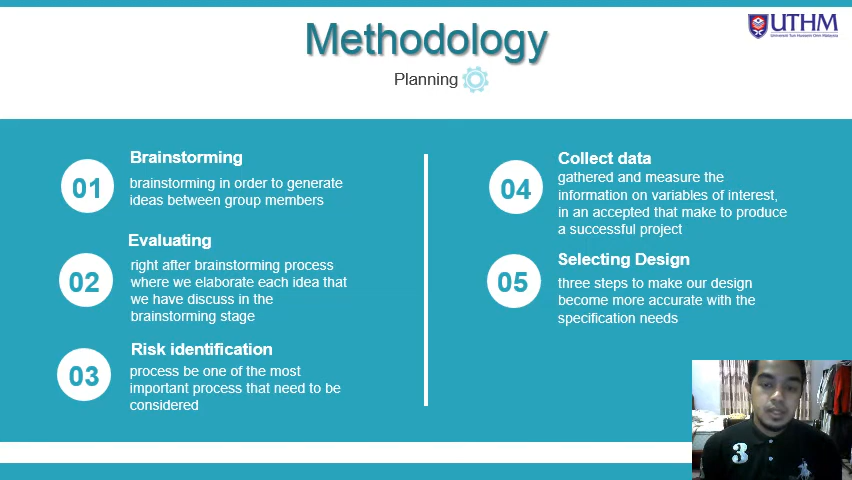 Methodology
Planning
UTHM
Universiti Tun Hussein Onn Malaysia
01
Brainstorming
brainstorming in order to generate
ideas between group members
02
Evaluating
right after brainstorming process
where we elaborate each idea that
we have discuss in the
brainstorming stage
03
Risk identification
process be one of the most
important process that need to be
considered
04
Collect data
gathered and measure the
information on variables of interest,
in an accepted that make to produce
a successful project
05
Selecting Design
three steps to make our design
become more accurate with the
specification needs
3